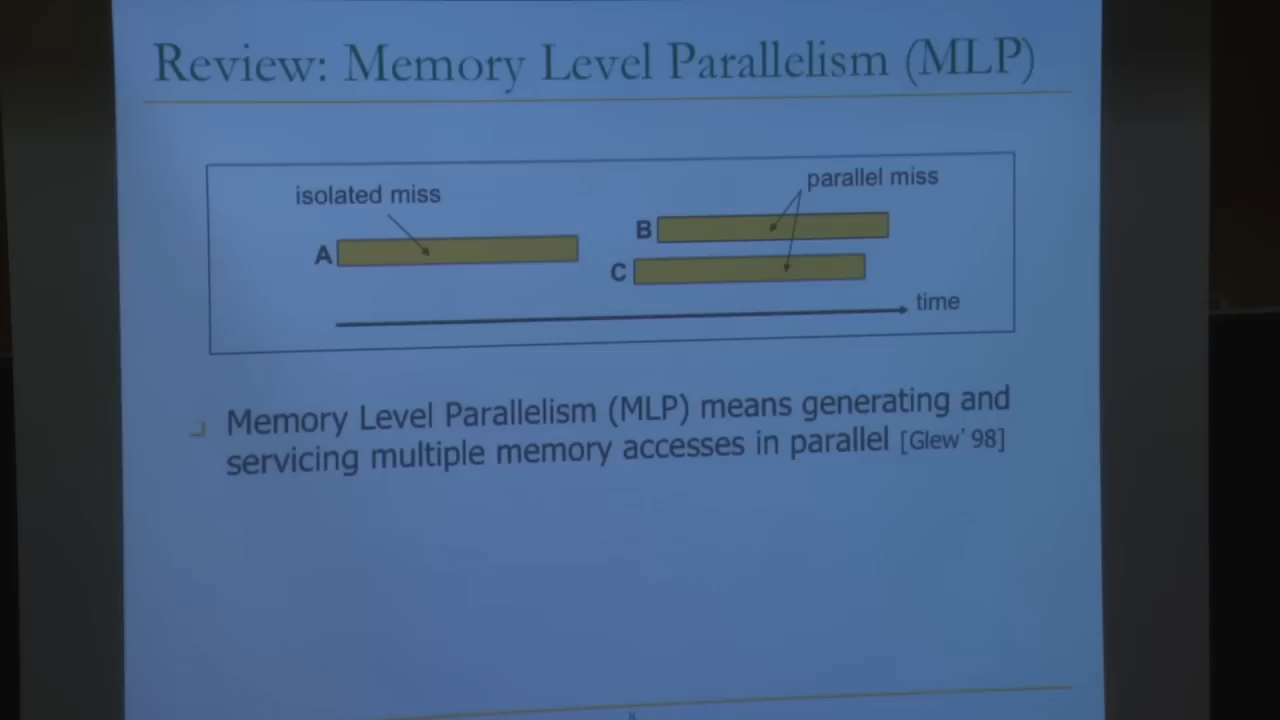 Review: Memory Level Parallelism (MLP)
isolated miss
parallel miss
A
B
C
time
Memory Level Parallelism (MLP) means generating and
servicing multiple memory accesses in parallel [Glew' 98]